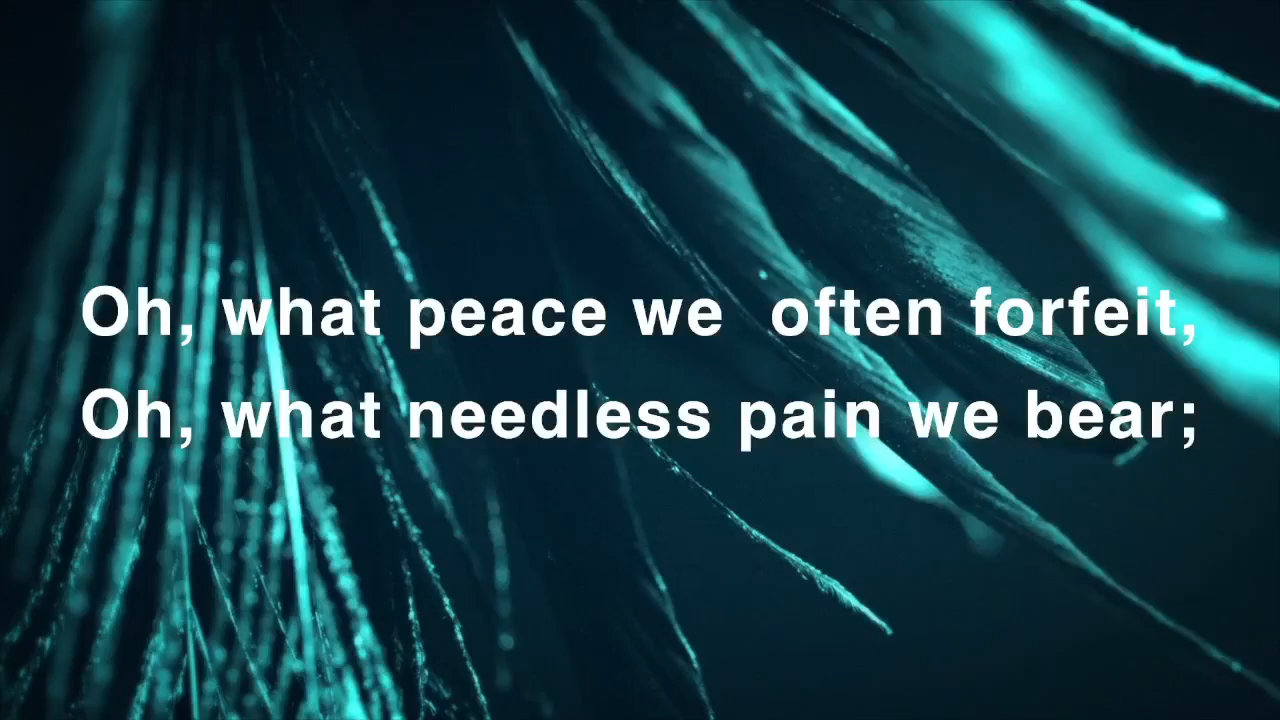 Oh, what peace we  often forfeit,
Oh, what needless pain we bear;